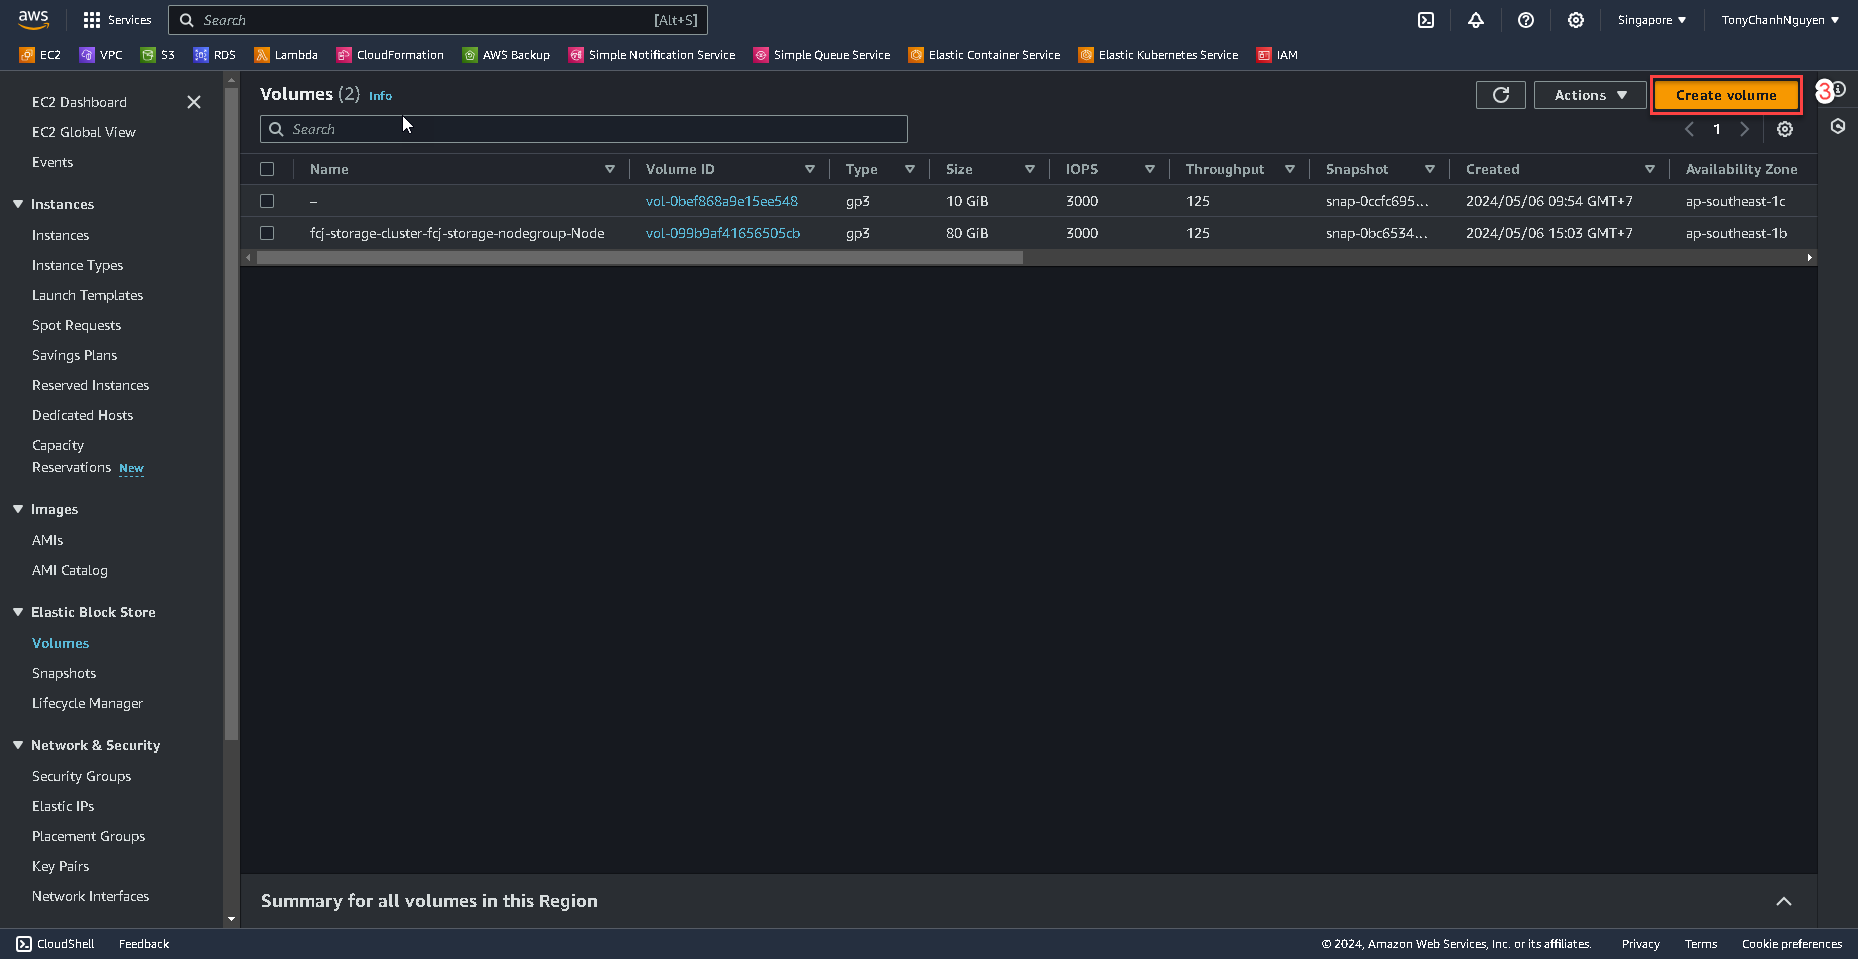 aws Services Search [Alt+S] Singapore TonyChanhNguyen
EC2 VPC S3 RDS Lambda CloudFormation AWS Backup Simple Notification Service Simple Queue Service Elastic Container Service Elastic Kubernetes Service IAM
EC2 Dashboard
EC2 Global View
Events
Instances
Instances
Instance Types
Launch Templates
Spot Requests
Savings Plans
Reserved Instances
Dedicated Hosts
Capacity
Reservations New
Images
AMIs
AMI Catalog
Elastic Block Store
Volumes
Snapshots
Lifecycle Manager
Network & Security
Security Groups
Elastic IPs
Placement Groups
Key Pairs
Network Interfaces
Volumes (2) Info
Actions Create volume 3
Search
1
Name Volume ID Type Size IOPS Throughput Snapshot Created Availability Zone
– vol-0bef868a9e15ee548 gp3 10 GiB 3000 125 snap-0ccfc695... 2024/05/06 09:54 GMT+7 ap-southeast-1c
fcj-storage-cluster-fcj-storage-nodegroup-Node vol-099b9af41656505cb gp3 80 GiB 3000 125 snap-0bc6534... 2024/05/06 15:03 GMT+7 ap-southeast-1b
Summary for all volumes in this Region
CloudShell Feedback © 2024, Amazon Web Services, Inc. or its affiliates. Privacy Terms Cookie preferences